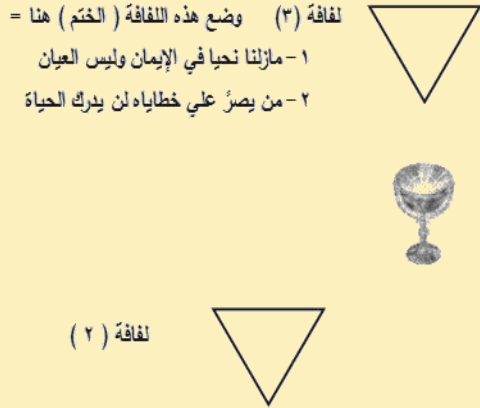 لفافة (٣) وضع هذه اللفافة ( الختم ) هنا =
١ - مازلنا نحيا في الإيمان وليس العيان
٢ - من يصرَّ علي خطاياه لن يدرك الحياة
لفافة ( ٢ )